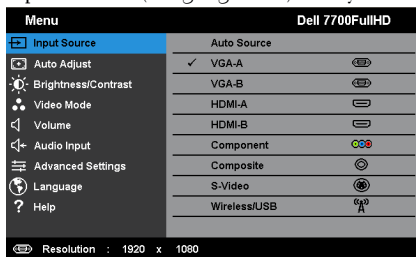 Menu Dell 7700FullHD
Input Source Auto Source
Auto Adjust VGA-A
Brightness/Contrast VGA-B
Video Mode HDMI-A
Volume HDMI-B
Audio Input Component
Advanced Settings Composite
Language S-Video
Help Wireless/USB
Resolution : 1920 x 1080